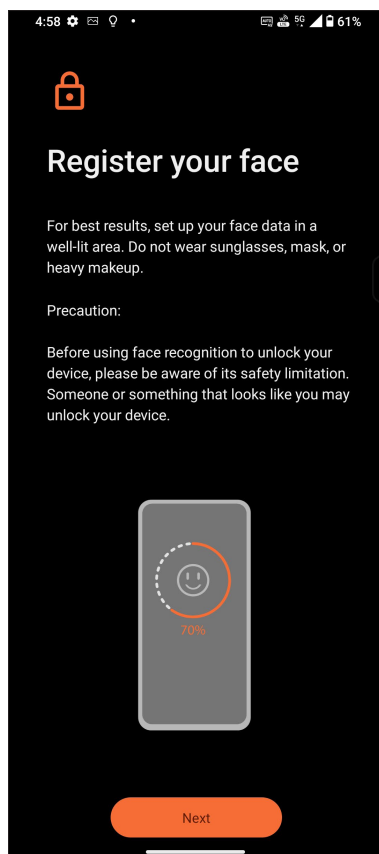 4:58 5G 61%
Register your face
For best results, set up your face data in a
well-lit area. Do not wear sunglasses, mask, or
heavy makeup.
Precaution:
Before using face recognition to unlock your
device, please be aware of its safety limitation.
Someone or something that looks like you may
unlock your device.
70%
Next